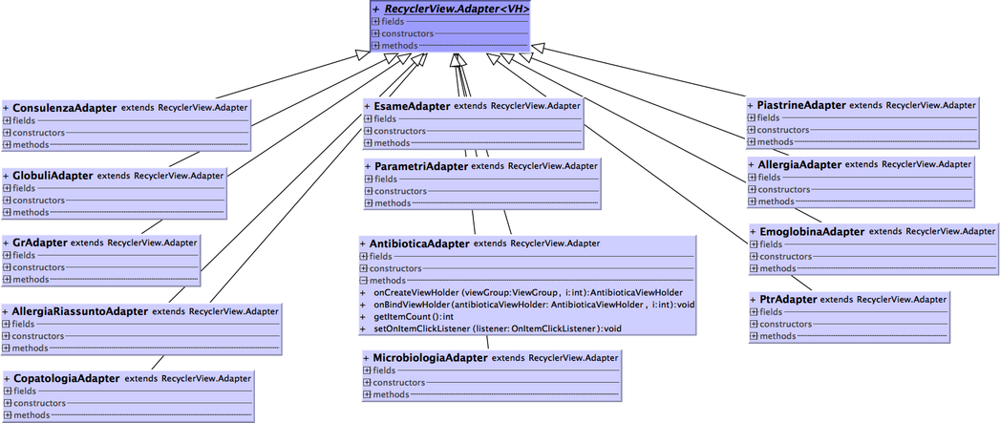 + RecyclerView.Adapter<VH>
fields
constructors
methods
+ ConsulenzaAdapter extends RecyclerView.Adapter
fields
constructors
methods
+ GlobuliAdapter extends RecyclerView.Adapter
fields
constructors
methods
+ GrAdapter extends RecyclerView.Adapter
fields
constructors
methods
+ AllergiaRiassuntoAdapter extends RecyclerView.Adapter
fields
constructors
methods
+ CopatologiaAdapter extends RecyclerView.Adapter
fields
constructors
methods
+ EsameAdapter extends RecyclerView.Adapter
fields
constructors
methods
+ ParametriAdapter extends RecyclerView.Adapter
fields
constructors
methods
+ AntibioticaAdapter extends RecyclerView.Adapter
fields
constructors
methods
+ onCreateViewHolder (viewGroup:ViewGroup, i:int):AntibioticaViewHolder
+ onBindViewHolder (antibioticaViewHolder: AntibioticaViewHolder, i:int):void
+ getItemCount ():int
+ setOnItemClickListener (listener: OnItemClickListener):void
+ MicrobiologiaAdapter extends RecyclerView.Adapter
fields
constructors
methods
+ PiastrineAdapter extends RecyclerView.Adapter
fields
constructors
methods
+ AllergiaAdapter extends RecyclerView.Adapter
fields
constructors
methods
+ EmoglobinaAdapter extends RecyclerView.Adapter
fields
constructors
methods
+ PtrAdapter extends RecyclerView.Adapter
fields
constructors
methods